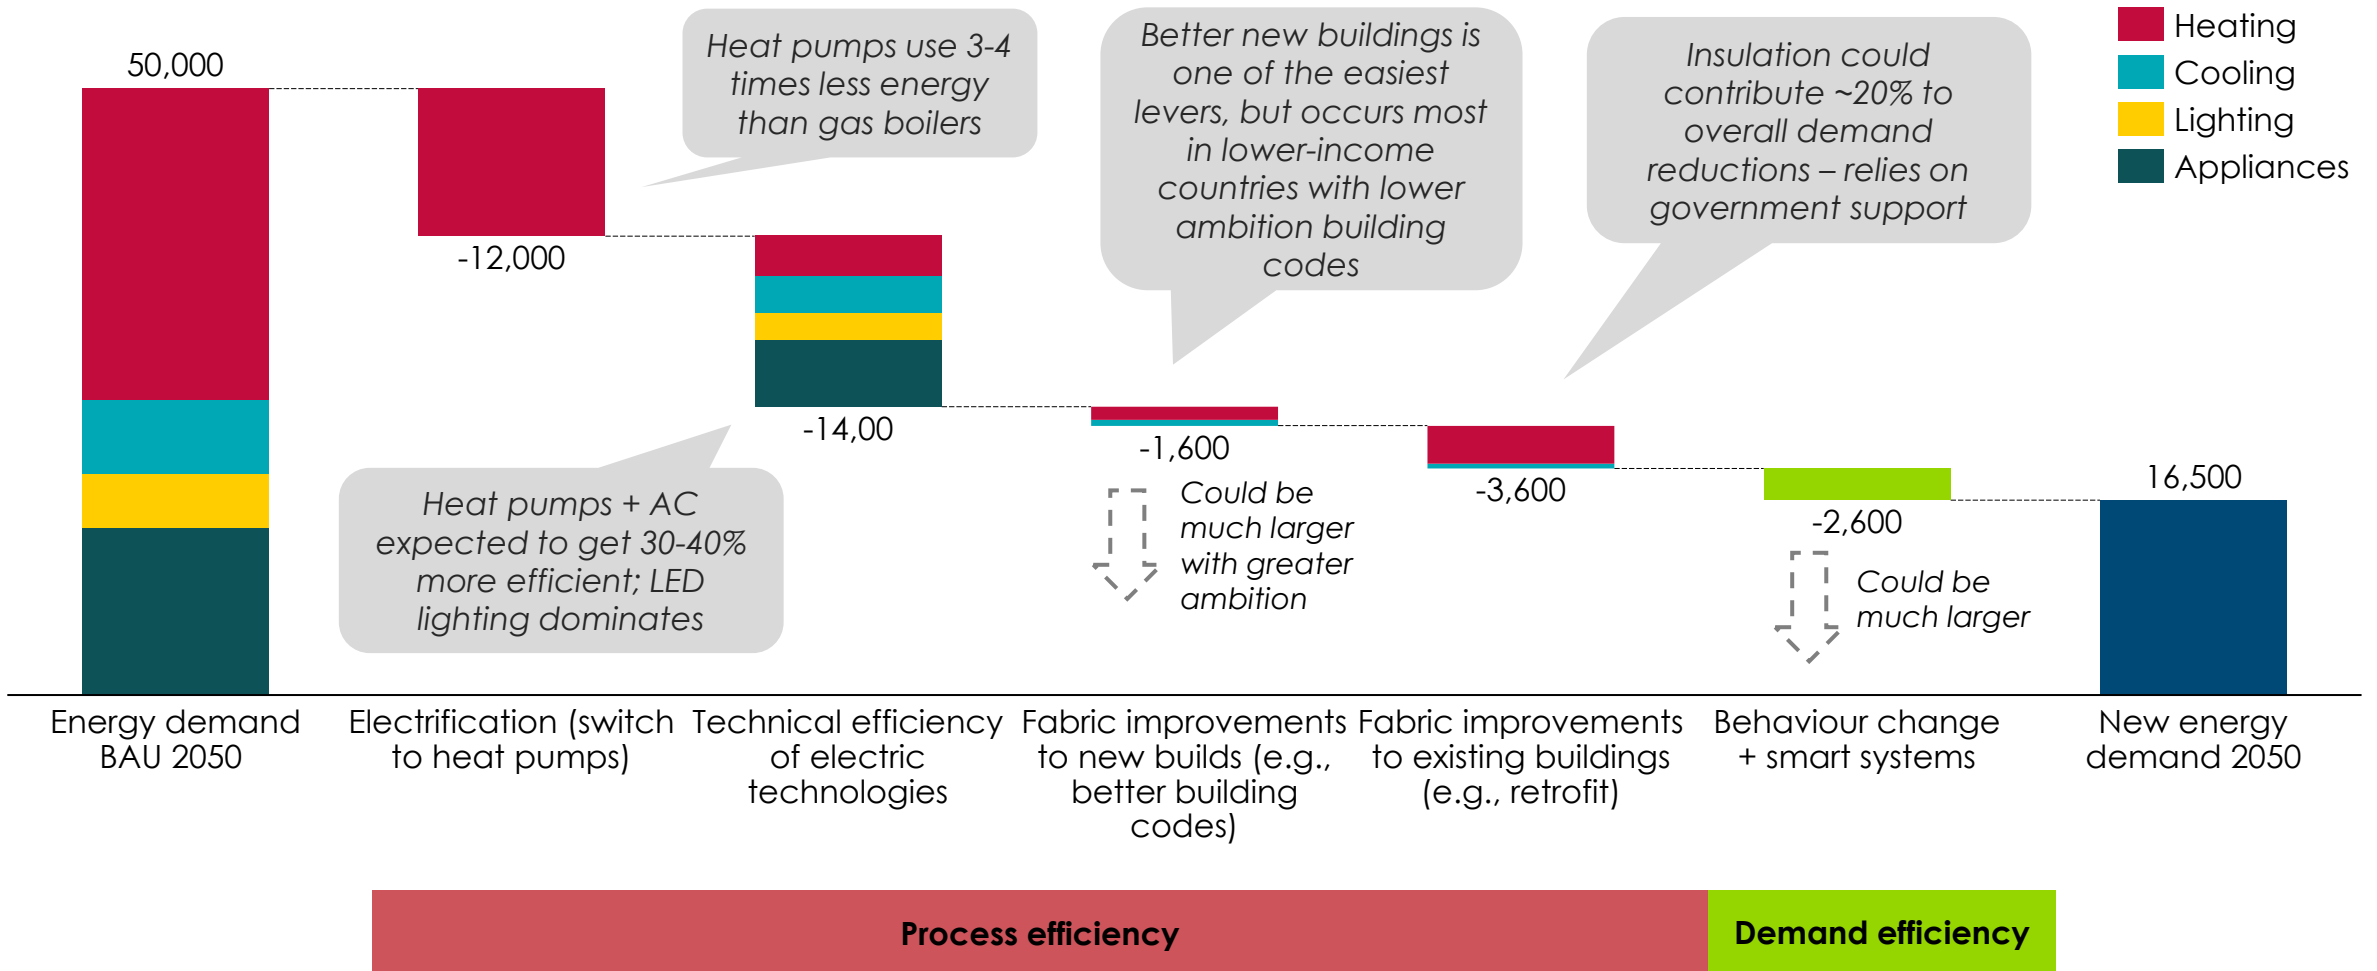 50,000
-12,000
Heat pumps use 3-4
times less energy
than gas boilers
Better new buildings is
one of the easiest
levers, but occurs most
in lower-income
countries with lower
ambition building
codes
Insulation could
contribute ~20% to
overall demand
reductions – relies on
government support
Heating
Cooling
Lighting
Appliances
-14,00
Heat pumps + AC
expected to get 30-40%
more efficient; LED
lighting dominates
-1,600
Could be
much larger
with greater
ambition
-3,600
-2,600
Could be
much larger
16,500
Energy demand
BAU 2050
Electrification (switch
to heat pumps)
Technical efficiency
of electric
technologies
Fabric improvements
to new builds (e.g.,
better building
codes)
Fabric improvements
to existing buildings
(e.g., retrofit)
Behaviour change
+ smart systems
New energy
demand 2050
Process efficiency
Demand efficiency